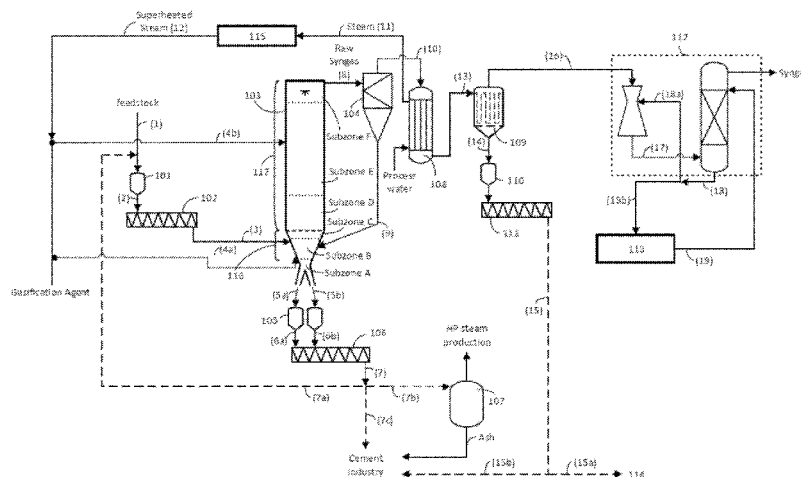 Superheated
Steam (12)
115
Steam (11)
Raw
Syngas
(8)
(10)
104
feedstock
(1)
103
(4b)
117
Subzone F
(13)
(16)
112
Syngas
(18a)
(17)
(18)
109
(14)
110
111
108
Process
water
101
(2)
102
(3)
(4a)
116
Subzone E
Subzone D
Subzone C
Subzone B
Subzone A
(9)
113
(19)
Gasification Agent
(5a)
(5b)
105
(6a)
(6b)
106
(7)
(15)
HP steam
production
107
(7a)
(7b)
(7c)
Ash
Cement
Industry
(15b)
(15a)
114